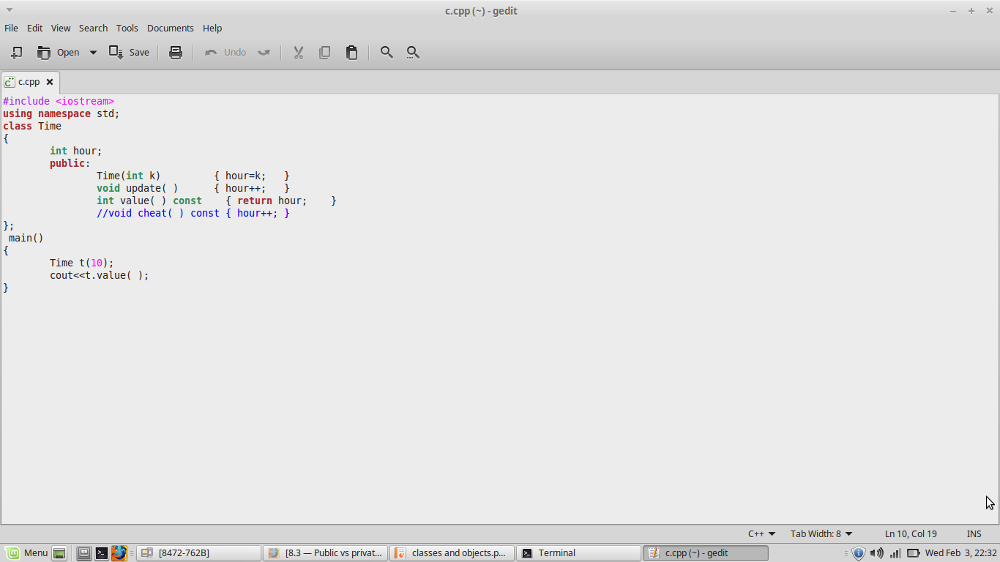 c.cpp (~) - gedit
File Edit View Search Tools Documents Help
Open Save Undo
c.cpp
#include <iostream>
using namespace std;
class Time
{
        int hour;
        public:
                Time(int k)         { hour=k;   }
                void update( )      { hour++;   }
                int value( ) const    { return hour;    }
                //void cheat( ) const { hour++; }
};
 main()
{
        Time t(10);
        cout<<t.value( );
}
C++ Tab Width: 8 Ln 10, Col 19 INS
Menu [8472-762B] [8.3 — Public vs privat... classes and objects.p... Terminal c.cpp (~) - gedit Wed Feb 3, 22:32